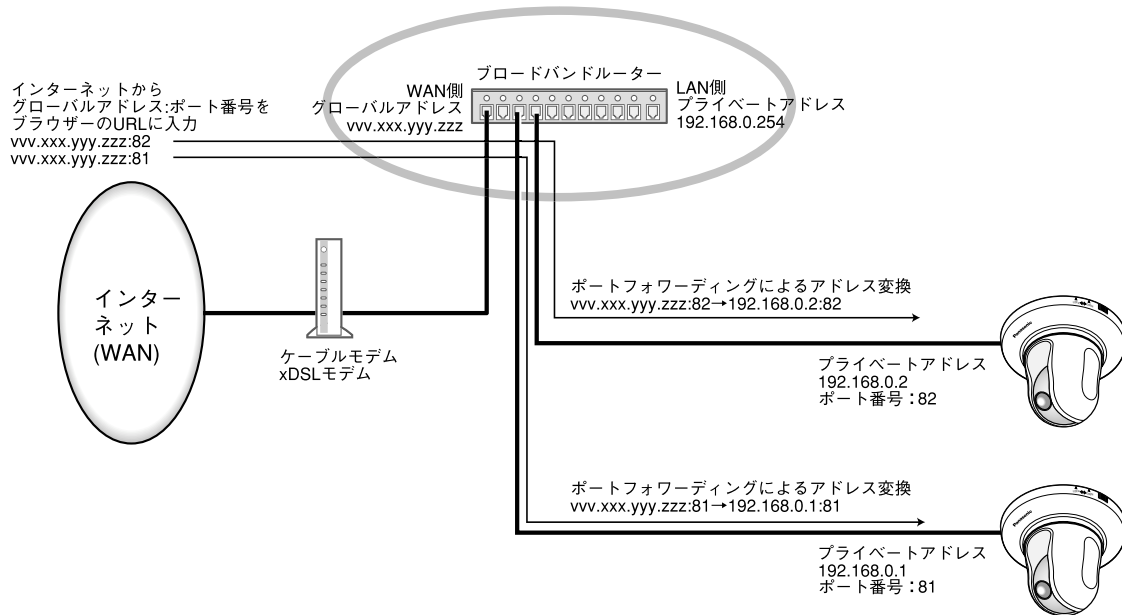 インターネットから
グローバルアドレス:ポート番号を
ブラウザーのURLに入力
vvv.xxx.yyy.zzz:82
vvv.xxx.yyy.zzz:81
WAN側
グローバルアドレス
vvv.xxx.yyy.zzz
ブロードバンドルーター
LAN側
プライベートアドレス
192.168.0.254
インター
ネット
(WAN)
ケーブルモデム
xDSLモデム
ポートフォワーディングによるアドレス変換
vvv.xxx.yyy.zzz:82→192.168.0.2:82
Panasonic
プライベートアドレス
192.168.0.2
ポート番号:82
ポートフォワーディングによるアドレス変換
vvv.xxx.yyy.zzz:81→192.168.0.1:81
Panasonic
プライベートアドレス
192.168.0.1
ポート番号:81